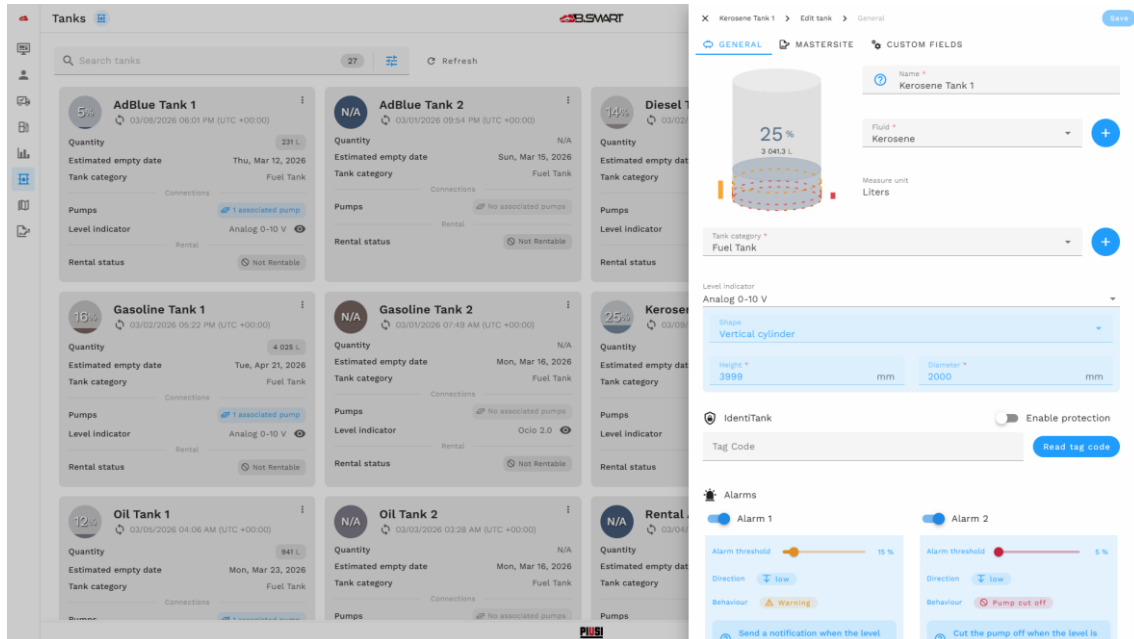 Tanks
B.SMART
Search tanks
27
Refresh
5%
AdBlue Tank 1
03/09/2026 06:01 PM (UTC +00:00)
Quantity
231 L
Estimated empty date
Thu, Mar 12, 2026
Tank category
Fuel Tank
Connections
Pumps
1 associated pump
Level indicator
Analog 0-10 V
Rental
Rental status
Not Rentable
N/A
AdBlue Tank 2
03/01/2026 09:54 PM (UTC +00:00)
Quantity
N/A
Estimated empty date
Sun, Mar 15, 2026
Tank category
Fuel Tank
Connections
Pumps
No associated pumps
Rental
Rental status
Not Rentable
14%
Diesel T
03/02/
Quantity
Estimated empty dat
Tank category
Pumps
Level indicator
Rental status
16%
Gasoline Tank 1
03/02/2026 05:22 PM (UTC +00:00)
Quantity
4 025 L
Estimated empty date
Tue, Apr 21, 2026
Tank category
Fuel Tank
Connections
Pumps
1 associated pump
Level indicator
Analog 0-10 V
Rental
Rental status
Not Rentable
N/A
Gasoline Tank 2
03/01/2026 07:49 AM (UTC +00:00)
Quantity
N/A
Estimated empty date
Mon, Mar 16, 2026
Tank category
Fuel Tank
Connections
Pumps
No associated pumps
Level indicator
Ocio 2.0
Rental
Rental status
Not Rentable
25%
Keroser
03/09/
Quantity
Estimated empty dat
Tank category
Pumps
Level indicator
Rental status
12%
Oil Tank 1
03/05/2026 04:06 AM (UTC +00:00)
Quantity
941 L
Estimated empty date
Mon, Mar 23, 2026
Tank category
Fuel Tank
Connections
Pumps
1 associated pump
N/A
Oil Tank 2
03/03/2026 03:28 AM (UTC +00:00)
Quantity
N/A
Estimated empty date
Mon, Mar 16, 2026
Tank category
Fuel Tank
Connections
Pumps
No associated pumps
N/A
Rental
03/04/
Quantity
Estimated empty dat
Tank category
Pumps
PIUSI
Kerosene Tank 1 > Edit tank > General
Save
GENERAL
MASTERSITE
CUSTOM FIELDS
25 %
3 041.3 L
Name *
Kerosene Tank 1
Fluid *
Kerosene
Measure unit
Liters
Tank category *
Fuel Tank
Level indicator
Analog 0-10 V
Shape
Vertical cylinder
Height *
3999 mm
Diameter *
2000 mm
IdentiTank
Enable protection
Tag Code
Read tag code
Alarms
Alarm 1
Alarm threshold
15 %
Direction
low
Behaviour
Warning
Send a notification when the level
Alarm 2
Alarm threshold
5 %
Direction
low
Behaviour
Pump cut off
Cut the pump off when the level is